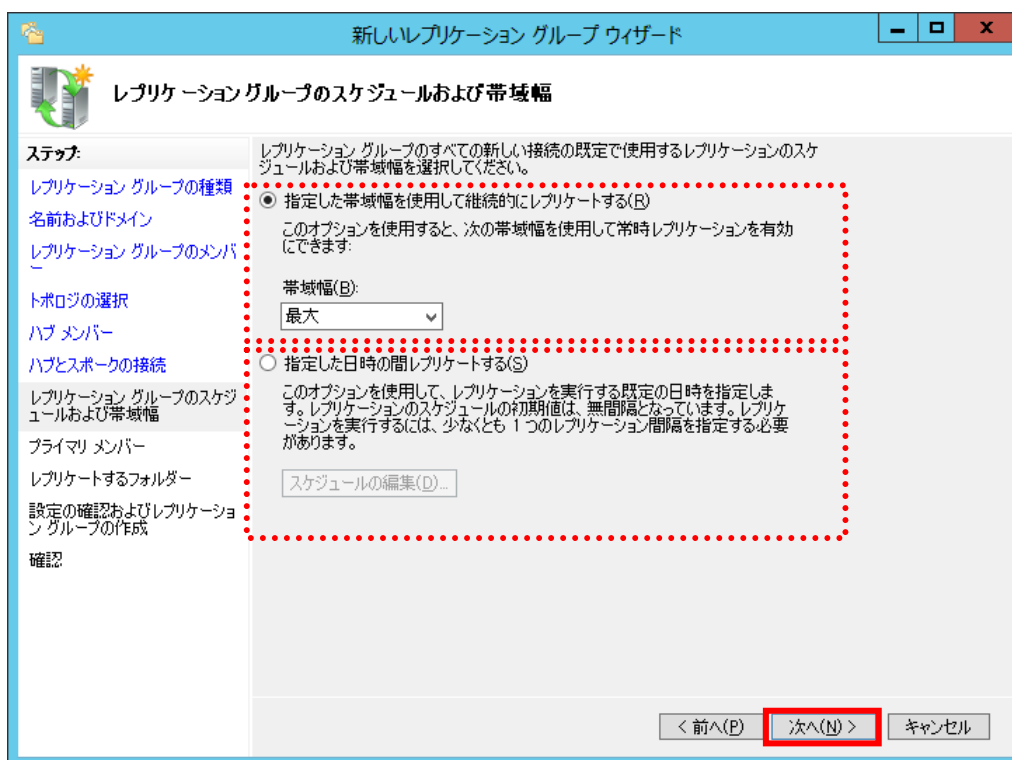 新しいレプリケーション グループ ウィザード
レプリケーション グループのスケジュールおよび帯域幅
ステップ:
レプリケーション グループの種類
名前およびドメイン
レプリケーション グループのメンバ
ー
トポロジの選択
ハブ メンバー
ハブとスポークの接続
レプリケーション グループのスケジ
ュールおよび帯域幅
プライマリ メンバー
レプリケートするフォルダー
設定の確認およびレプリケーショ
ン グループの作成
確認
レプリケーション グループのすべての新しい接続の既定で使用するレプリケーションのスケ
ジュールおよび帯域幅を選択してください。
指定した帯域幅を使用して継続的にレプリケートする(R)
このオプションを使用すると、次の帯域幅を使用して常時レプリケーションを有効
にできます:
帯域幅(B):
最大
指定した日時の間レプリケートする(S)
このオプションを使用して、レプリケーションを実行する既定の日時を指定しま
す。レプリケーションのスケジュールの初期値は、無間隔となっています。レプリケ
ーションを実行するには、少なくとも 1 つのレプリケーション間隔を指定する必要
があります。
スケジュールの編集(D)...
< 前へ(P)
次へ(N) >
キャンセル